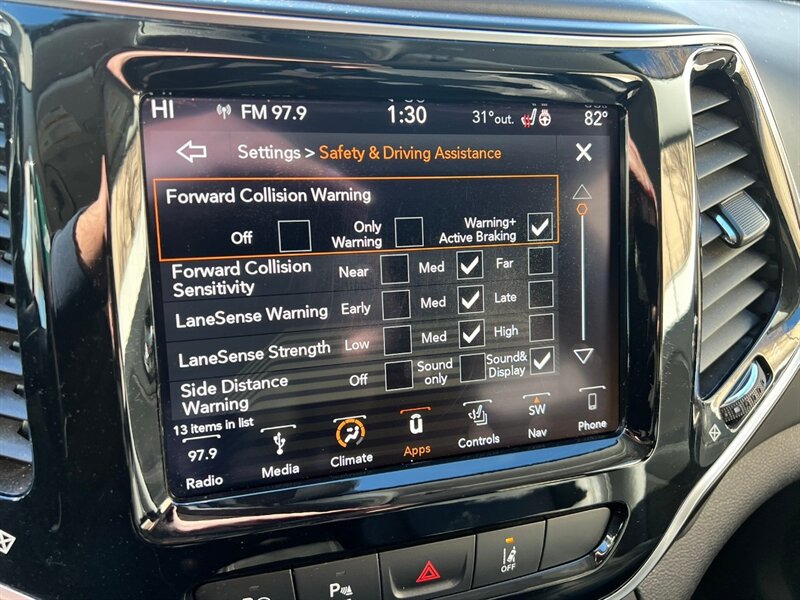 HI FM 97.9 1:30 31°out. 82°
Settings > Safety & Driving Assistance X
Forward Collision Warning
Off Only Warning Warning+ Active Braking
Forward Collision Sensitivity Near Med Far
LaneSense Warning Early Med Late
LaneSense Strength Low Med High
Side Distance Warning Off Sound only Sound& Display
13 items in list
97.9 SW
Radio Media Climate Apps Controls Nav Phone
P OFF